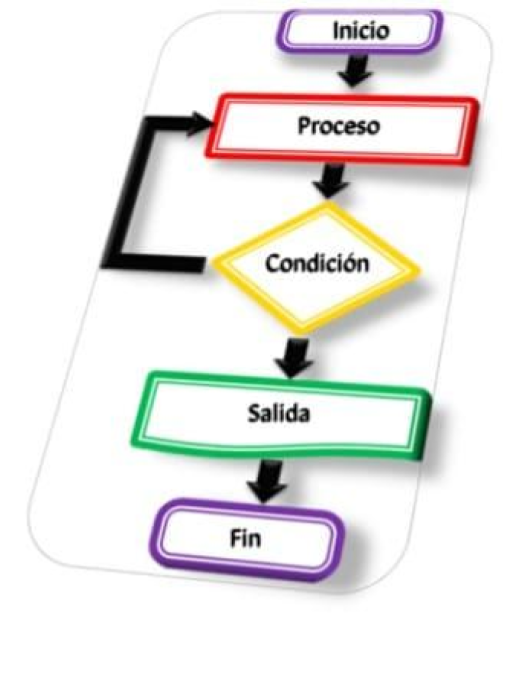 Inicio
Proceso
Condición
Salida
Fin